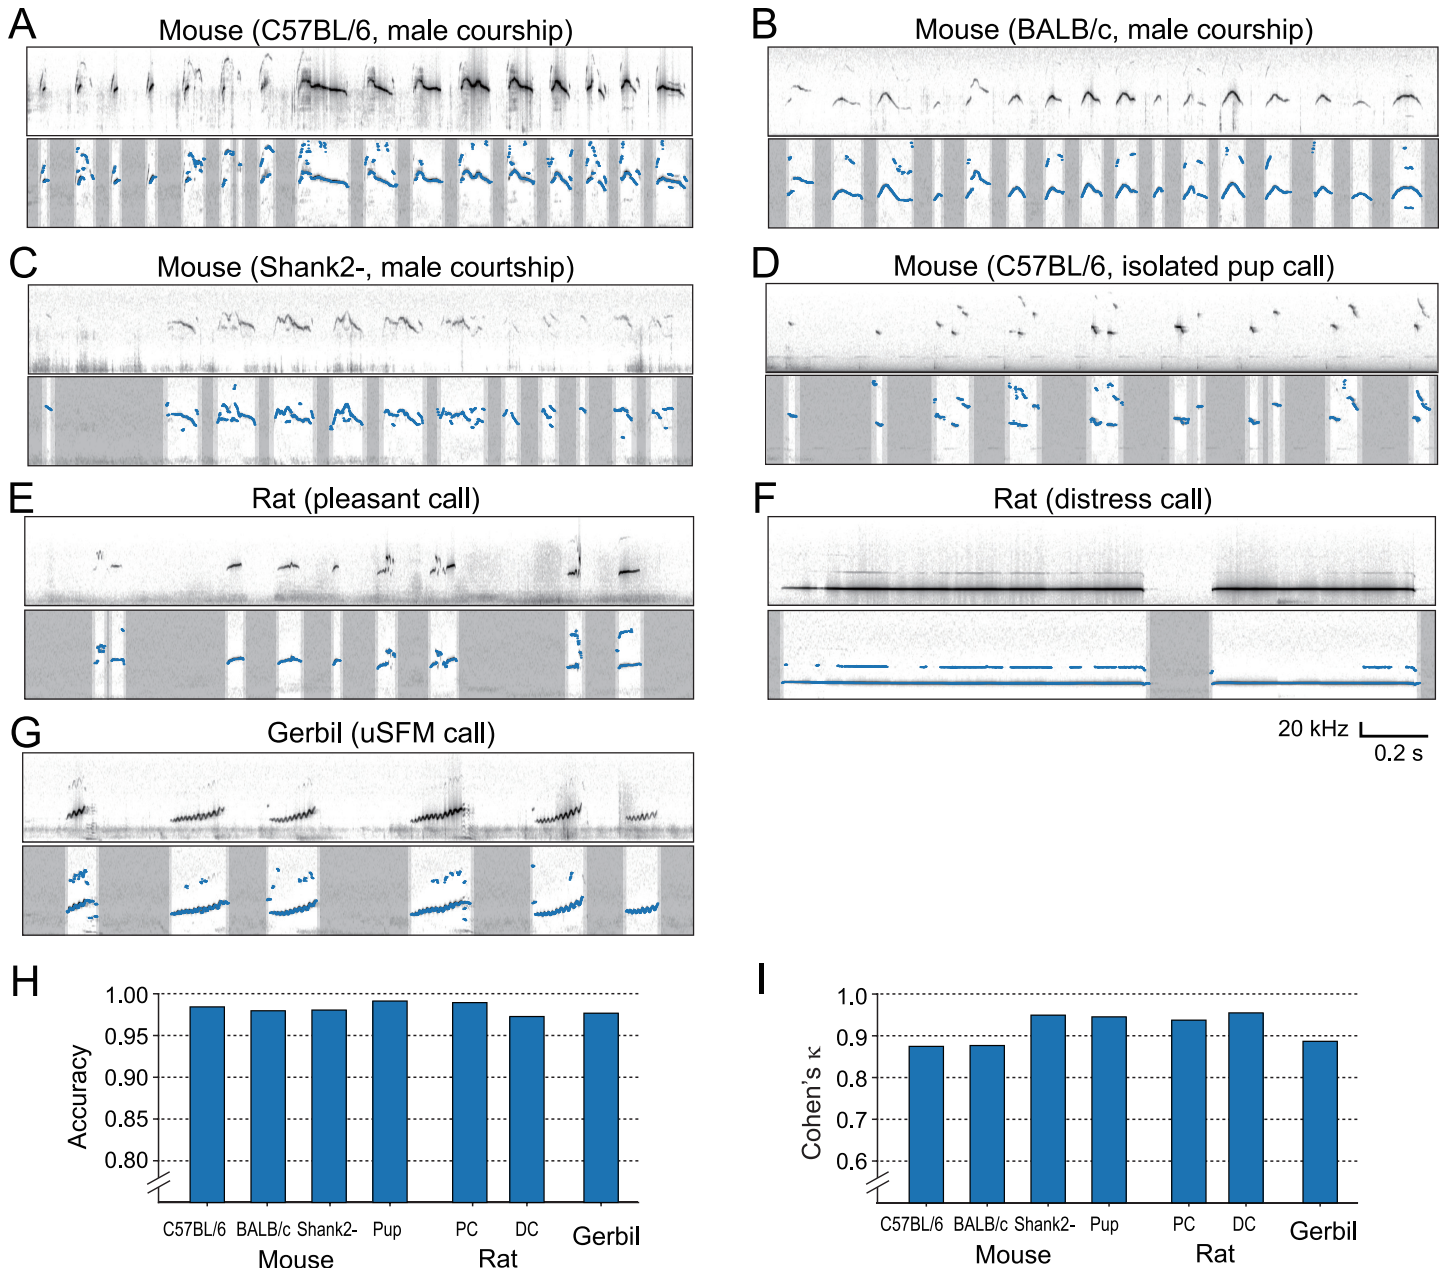 A
Mouse (C57BL/6, male courship)
B
Mouse (BALB/c, male courship)
C
Mouse (Shank2-, male courtship)
D
Mouse (C57BL/6, isolated pup call)
E
Rat (pleasant call)
F
Rat (distress call)
20 kHz
0.2 s
G
Gerbil (uSFM call)
H
Accuracy
1.00
0.95
0.90
0.85
0.80
C57BL/6 BALB/c Shank2- Pup PC DC Gerbil
Mouse Rat
I
Cohen's κ
1.0
0.9
0.8
0.7
0.6
C57BL/6 BALB/c Shank2- Pup PC DC Gerbil
Mouse Rat